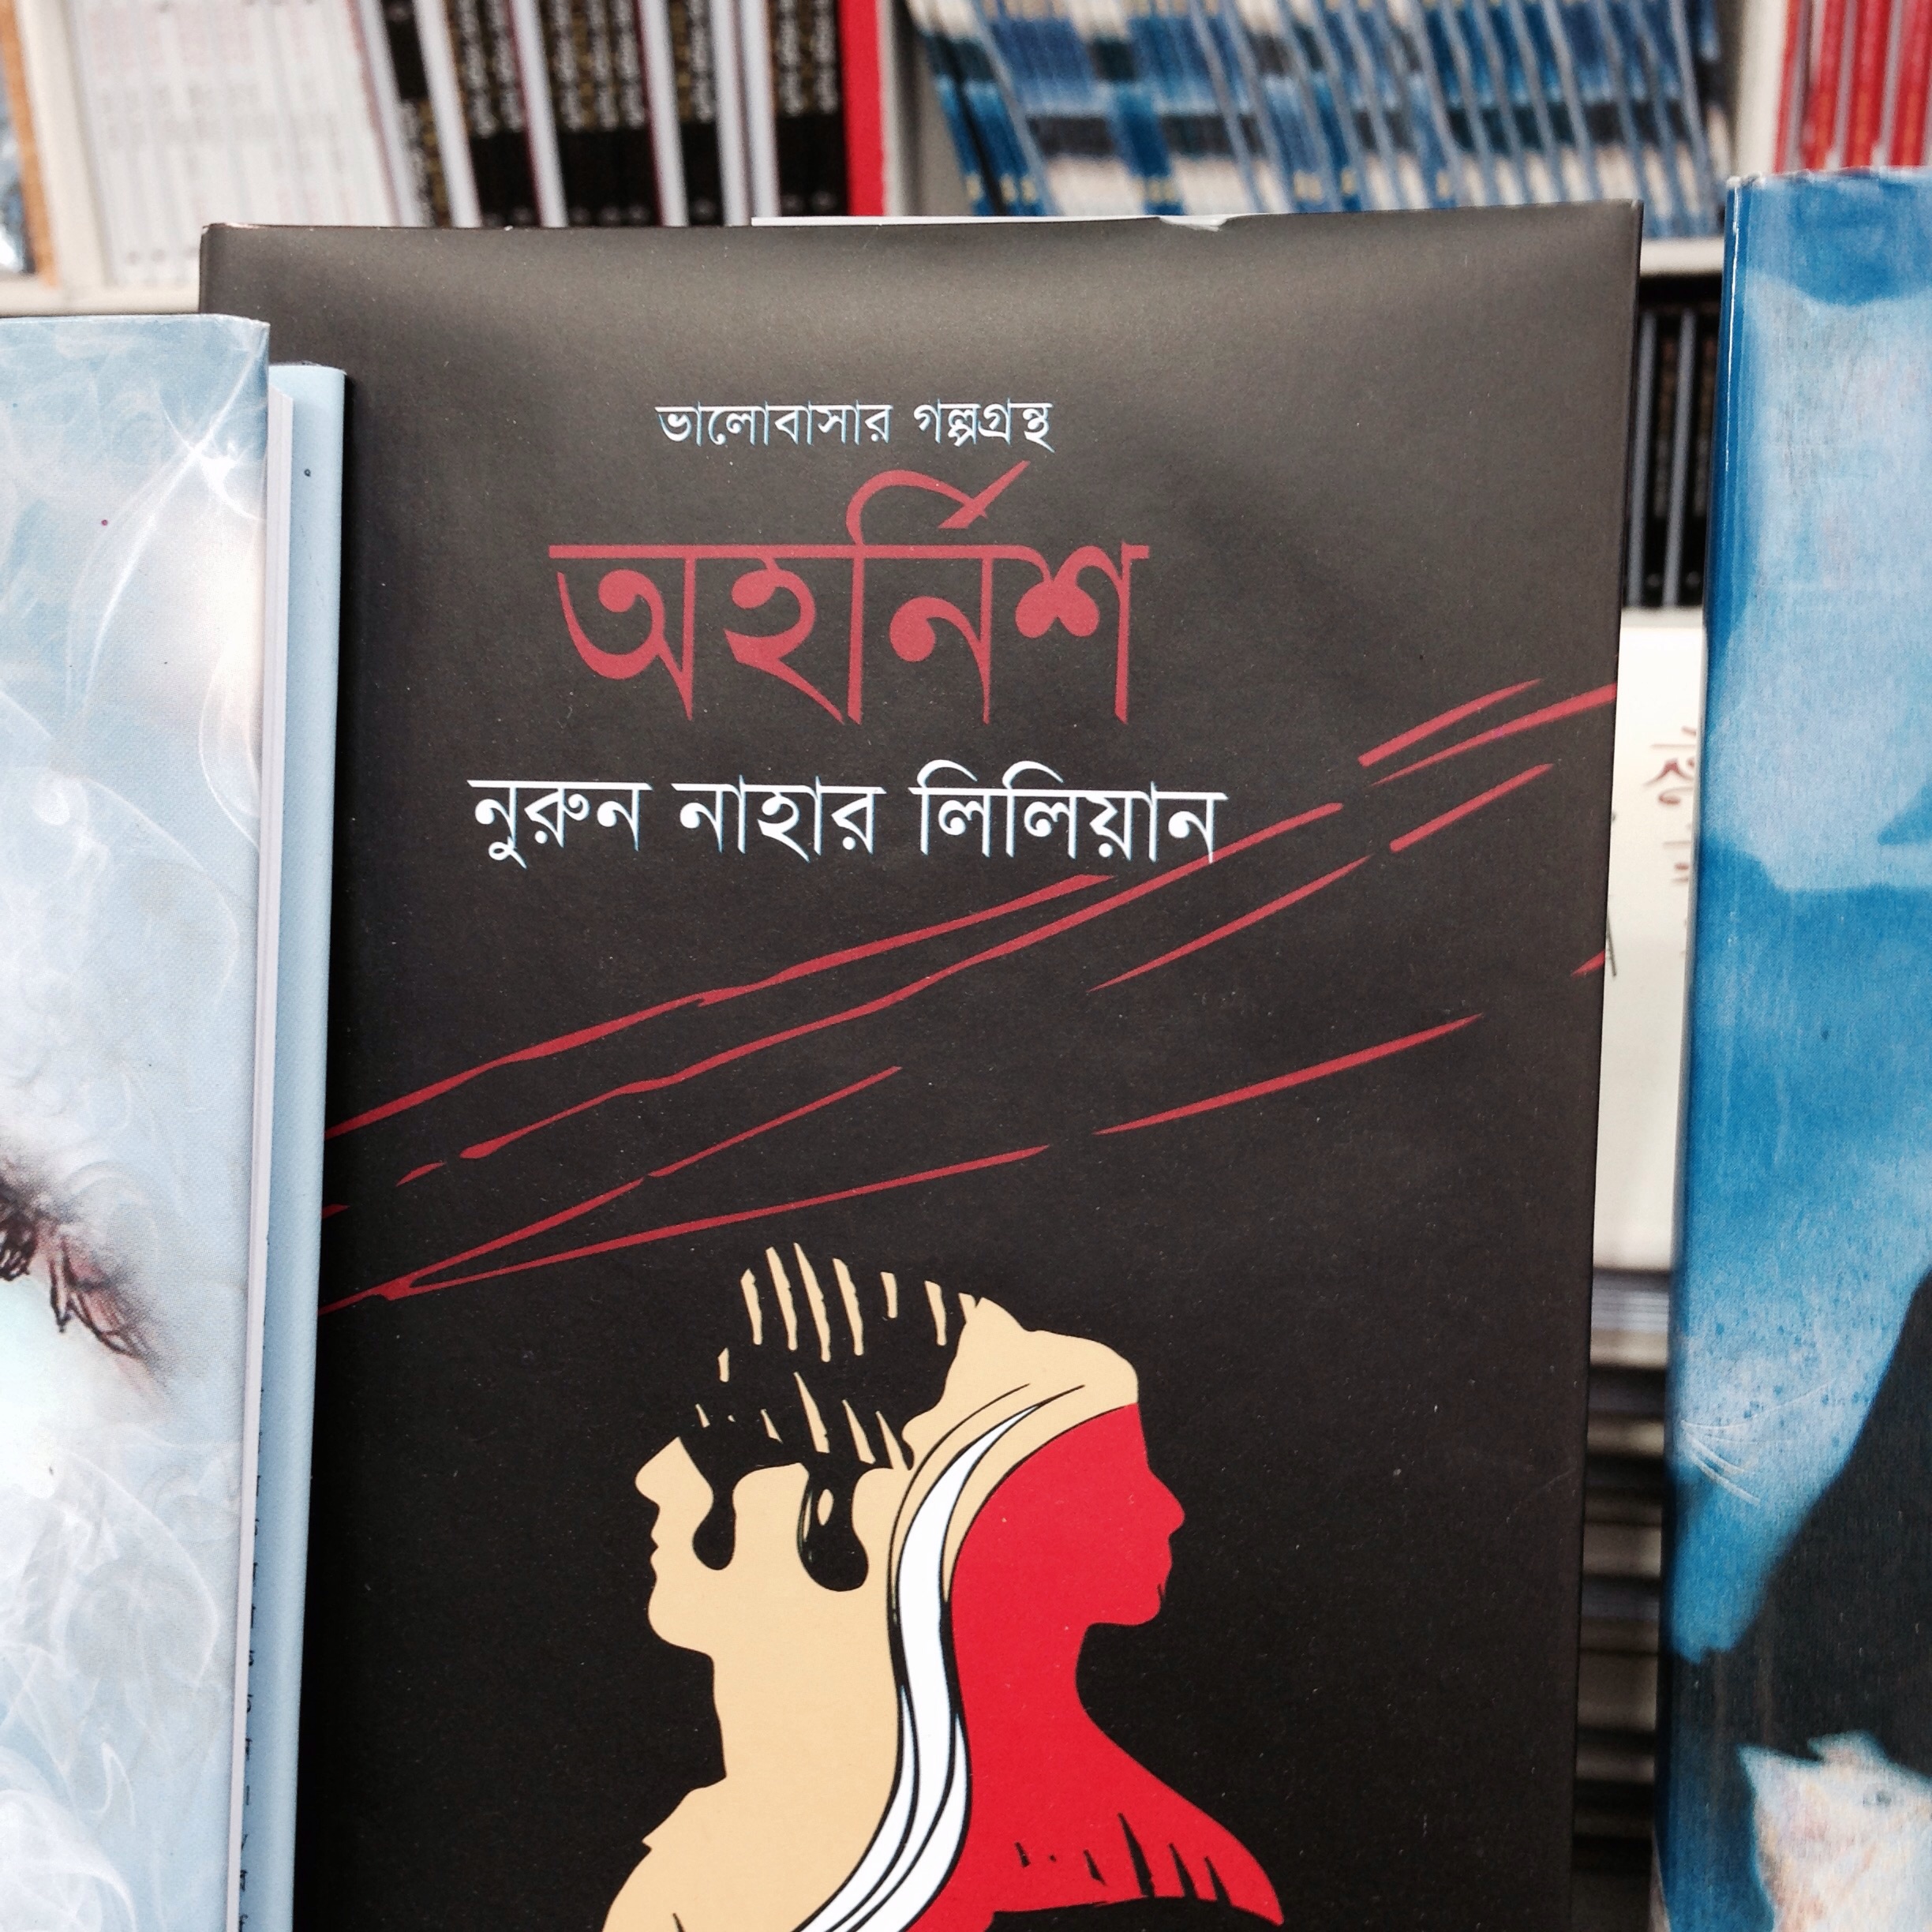 ভালোবাসার গল্পগ্রন্থ
অহর্নিশ
নুরুন নাহার লিলিয়ান